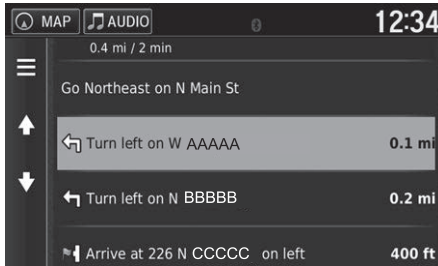 MAP AUDIO 12:34
0.4 mi / 2 min
Go Northeast on N Main St
Turn left on W AAAAA 0.1 mi
Turn left on N BBBBB 0.2 mi
Arrive at 226 N CCCCC on left 400 ft